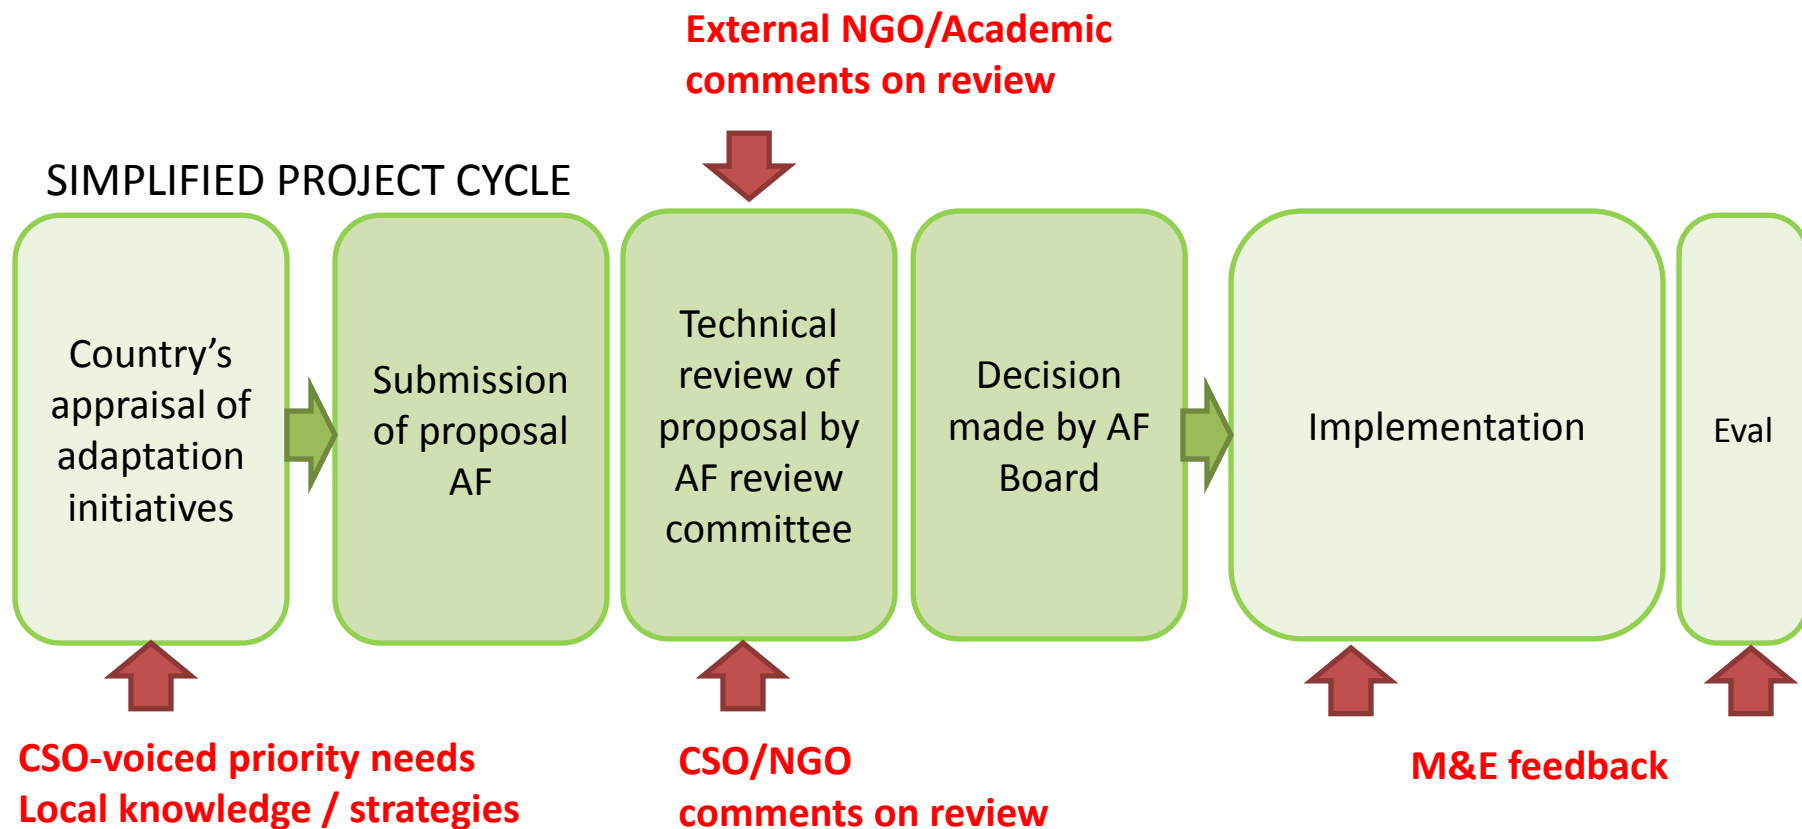 External NGO/Academic
comments on review
SIMPLIFIED PROJECT CYCLE
Country’s
appraisal of
adaptation
initiatives
Submission
of proposal
AF
Technical
review of
proposal by
AF review
committee
Decision
made by AF
Board
Implementation
Eval
CSO-voiced priority needs
Local knowledge / strategies
CSO/NGO
comments on review
M&E feedback